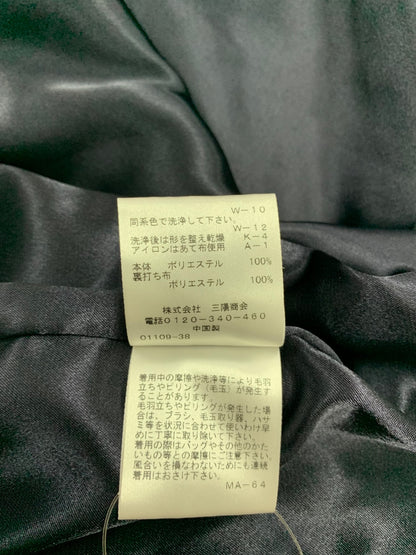 W-10
同系色で洗浄して下さい。
W-12
洗浄後は形を整え乾燥 K-4
アイロンはあて布使用 A-1
本体 ポリエステル 100%
裏打ち布
ポリエステル 100%
株式会社 三陽商会
電話0120-340-460
中国製
01109-38
着用中の摩擦や洗浄等により毛羽
立ちやピリング(毛玉)が発生す
ることがあります。
毛羽立ちやピリングが発生した場
合は、ブラシ、毛玉取り器、ハサ
ミ等を状況に合わせて使いわけ早
めに丁寧に取り除いて下さい。
着用の際はバッグやその他のかた
いもの等との摩擦にご注意下さい。
風合いを損なわないためにも連続
着用はおさけ下さい。
MA-64